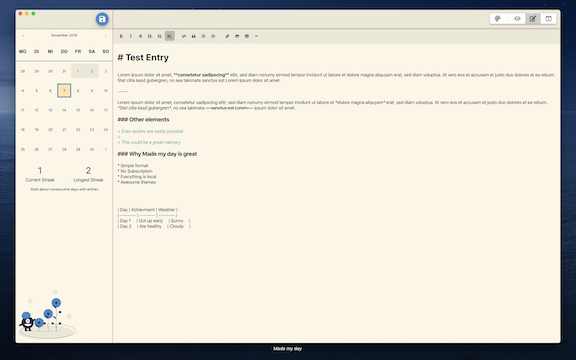 November 2019
MO DI MI DO FR SA SO
28 29 30 31 1 2 3
4 5 6 7 8 9 10
11 12 13 14 15 16 17
18 19 20 21 22 23 24
25 26 27 28 29 30 1
1 2
Current Streak Longest Streak
Stats about consecutive days with entries
# Test Entry
Lorem ipsum dolor sit amet, **consetetur sadipscing** elitr, sed diam nonumy eirmod tempor invidunt ut labore et dolore magna aliquyam erat, sed diam voluptua. At vero eos et accusam et justo duo dolores et ea rebum.
Stet clita kasd gubergren, no sea takimata sanctus est Lorem ipsum dolor sit amet.
-----
Lorem ipsum dolor sit amet, consetetur sadipscing elitr, sed diam nonumy eirmod tempor invidunt ut labore et *dolore magna aliquyam* erat, sed diam voluptua. At vero eos et accusam et justo duo dolores et ea rebum.
*Stet clita kasd gubergren*, no sea takimata ~~sanctus est Lorem~~ ipsum dolor sit amet.
### Other elements
> Even quotes are easily possible
>
> This could be a great memory
### Why Made my day is great
* Simple format
* No Subscription
* Everything is local
* Awesome themes
| Day | Achievment | Weather |
| --------- | --------- | --------- |
| Day 1 | Got up early | Sunny |
| Day 2 | Ate healthy | Cloudy |
Made my day